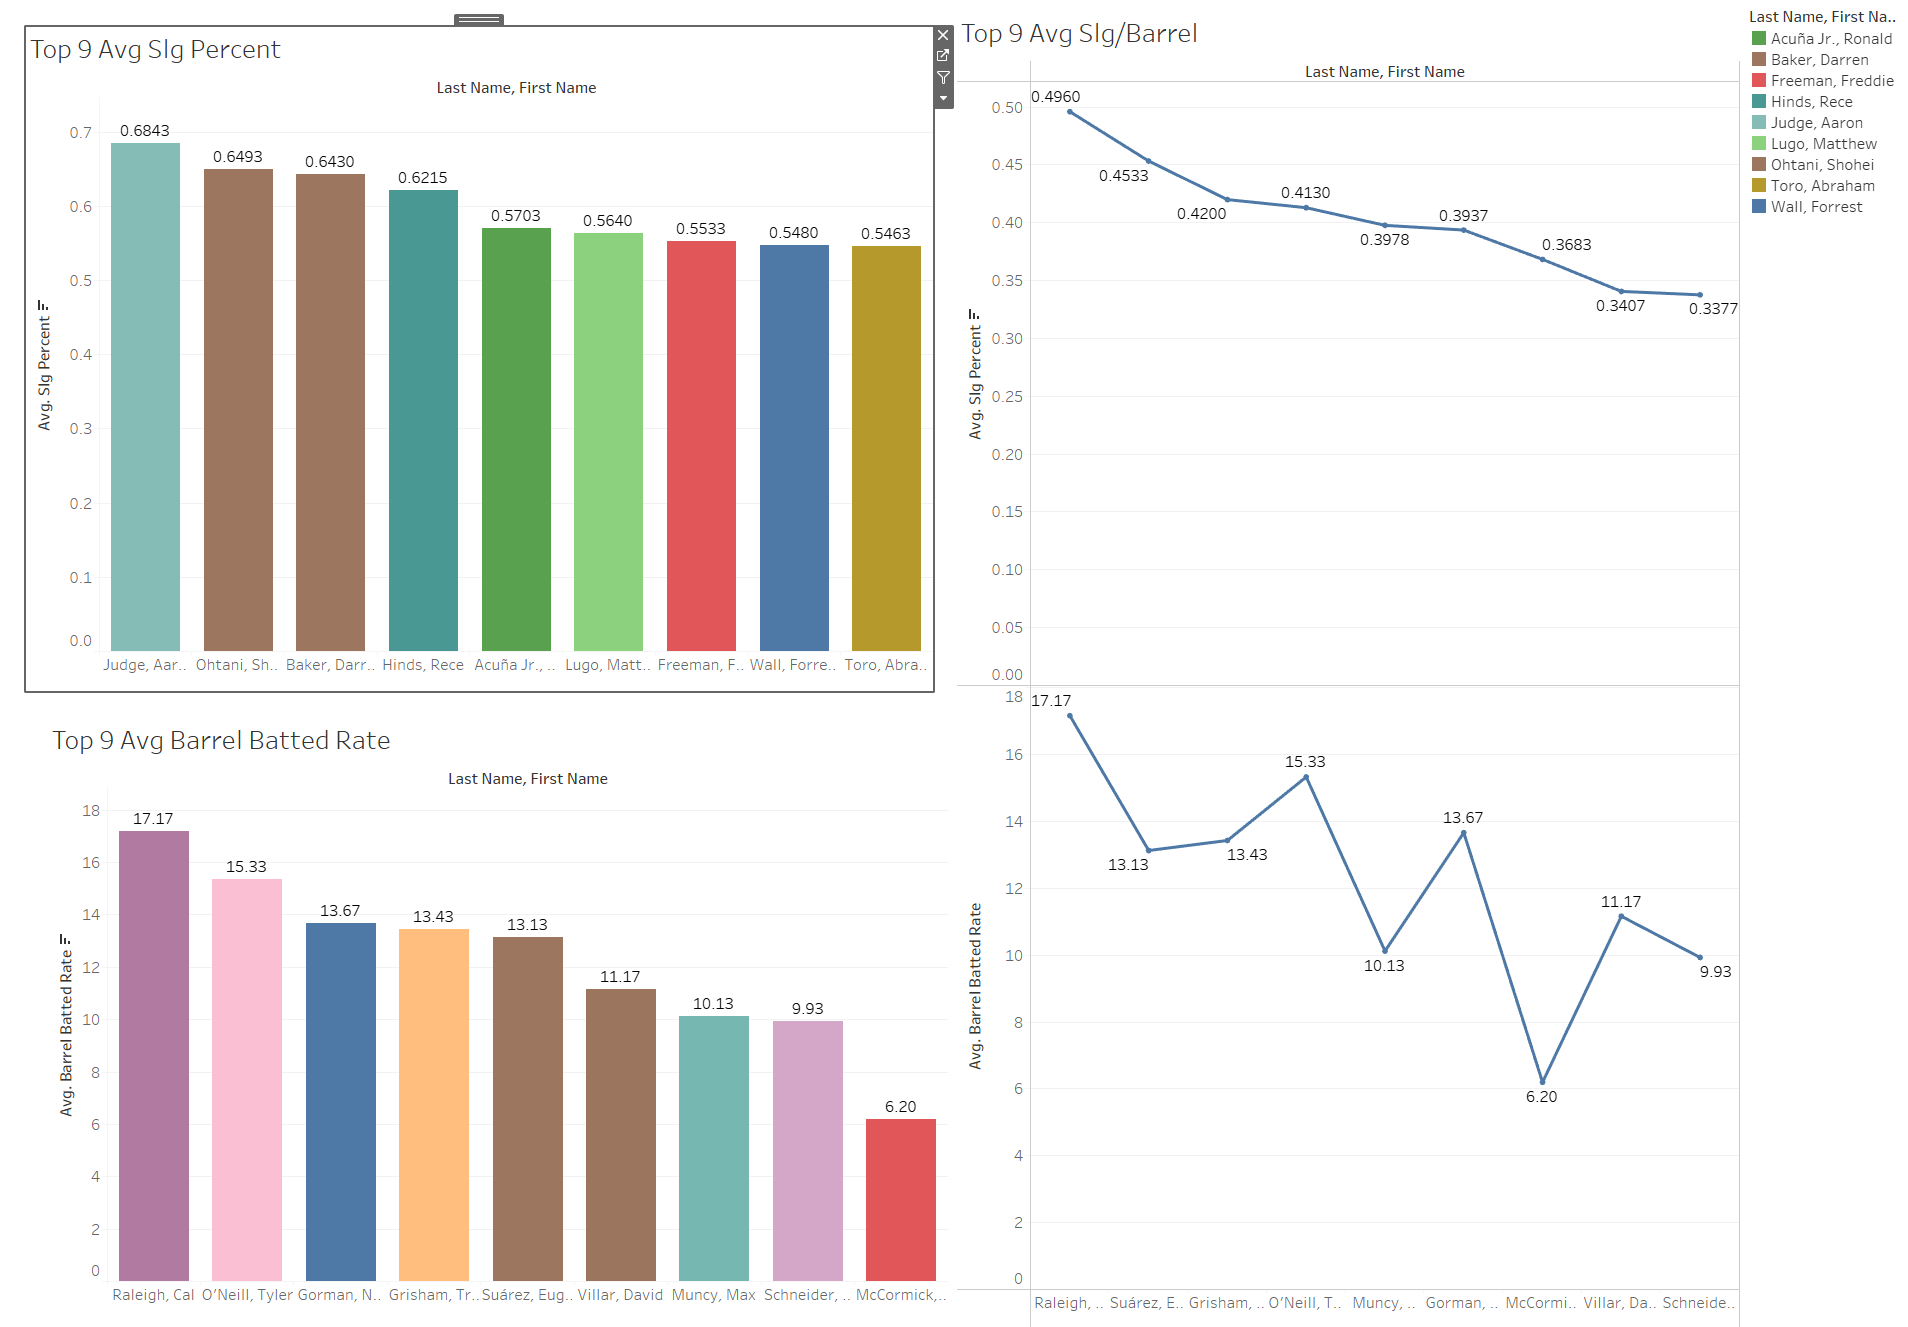 Top 9 Avg Slg Percent
Last Name, First Name
Avg. Slg Percent
0.7
0.6
0.5
0.4
0.3
0.2
0.1
0.0
0.6843
0.6493
0.6430
0.6215
0.5703
0.5640
0.5533
0.5480
0.5463
Judge, Aar..
Ohtani, Sh..
Baker, Darr..
Hinds, Rece
Acuña Jr., ..
Lugo, Matt..
Freeman, F..
Wall, Forre..
Toro, Abra..
Top 9 Avg Barrel Batted Rate
Last Name, First Name
Avg. Barrel Batted Rate
18
16
14
12
10
8
6
4
2
0
17.17
15.33
13.67
13.43
13.13
11.17
10.13
9.93
6.20
Raleigh, Cal
O’Neill, Tyler
Gorman, N..
Grisham, Tr..
Suárez, Eug..
Villar, David
Muncy, Max
Schneider, ..
McCormick,..
Top 9 Avg Slg/Barrel
Last Name, First Name
Avg. Slg Percent
0.50
0.45
0.40
0.35
0.30
0.25
0.20
0.15
0.10
0.05
0.00
0.4960
0.4533
0.4200
0.4130
0.3978
0.3937
0.3683
0.3407
0.3377
Avg. Barrel Batted Rate
18
16
14
12
10
8
6
4
2
0
17.17
13.13
13.43
15.33
10.13
13.67
6.20
11.17
9.93
Raleigh, ..
Suárez, E..
Grisham, ..
O’Neill, T..
Muncy, ..
Gorman, ..
McCormi..
Villar, Da..
Schneide..
Last Name, First Na..
Acuña Jr., Ronald
Baker, Darren
Freeman, Freddie
Hinds, Rece
Judge, Aaron
Lugo, Matthew
Ohtani, Shohei
Toro, Abraham
Wall, Forrest